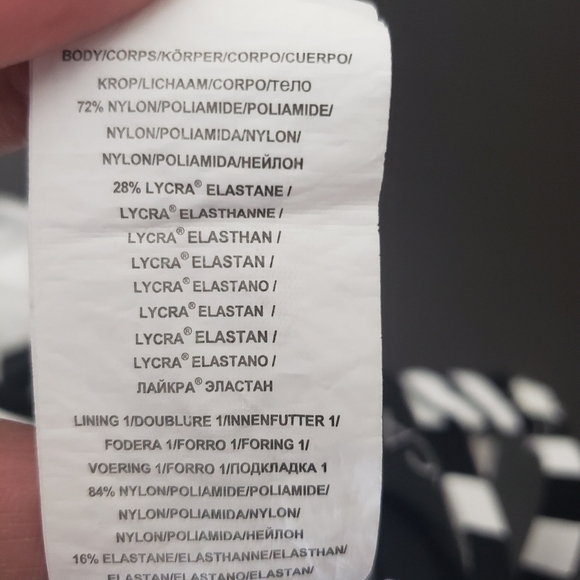 BODY/CORPS/KÖRPER/CORPO/CUERPO/
KROP/LICHAAM/CORPO/тело
72% NYLON/POLIAMIDE/POLIAMIDE/
NYLON/POLIAMIDA/NYLON/
NYLON/POLIAMIDA/НЕЙЛОН
28% LYCRA® ELASTANE /
LYCRA® ELASTHANNE /
LYCRA® ELASTHAN /
LYCRA® ELASTAN /
LYCRA® ELASTANO /
LYCRA® ELASTAN /
LYCRA® ELASTAN /
LYCRA® ELASTANO /
ЛАЙКРА® ЭЛАСТАН
LINING 1/DOUBLURE 1/INNENFUTTER 1/
FODERA 1/FORRO 1/FORING 1/
VOERING 1/FORRO 1/ПОДКЛАДКА 1
84% NYLON/POLIAMIDE/POLIAMIDE/
NYLON/POLIAMIDA/NYLON/
NYLON/POLIAMIDA/НЕЙЛОН
16% ELASTANE/ELASTHANNE/ELASTHAN/
ELASTAN/ELASTANO/ELASTAN/